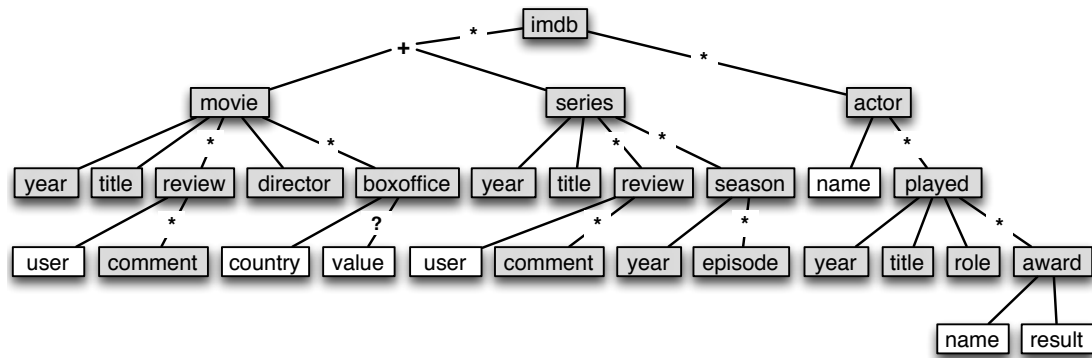 imdb
* *
+
movie series actor
* * * * *
year title review director boxoffice year title review season name played
* ? * * *
user comment country value user comment year episode year title role award
name result